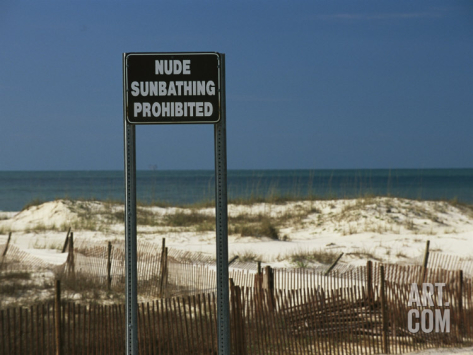 NUDE
SUNBATHING
PROHIBITED
ART
COM